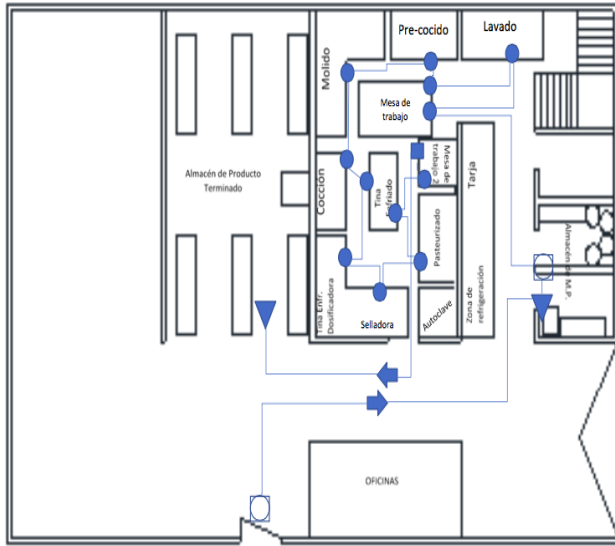 Pre-cocido
Lavado
Molido
Mesa de
trabajo
Almacén de Producto
Terminado
Cocción
Tina
Enfriado
Mesa de
trabajo 2
Tarja
Pasteurizado
Almacén de M.P.
Tina Enfr.
Dosificadora
Selladora
Autoclave
Zona de
refrigeración
OFICINAS